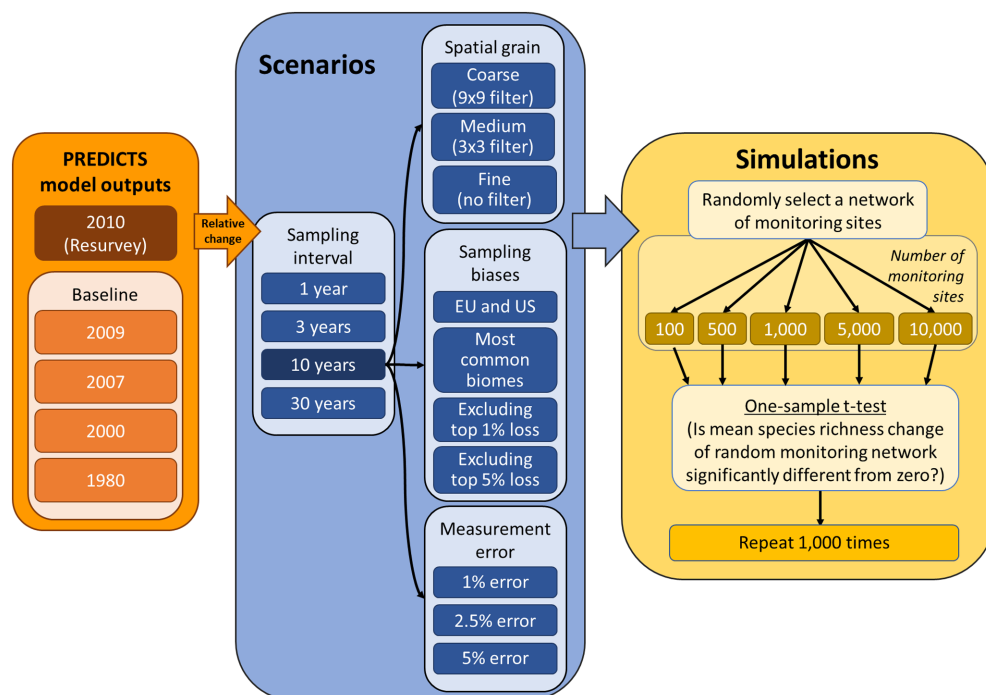 PREDICTS
model outputs
2010
(Resurvey)
Baseline
2009
2007
2000
1980
Relative
change
Scenarios
Sampling
interval
1 year
3 years
10 years
30 years
Spatial grain
Coarse
(9x9 filter)
Medium
(3x3 filter)
Fine
(no filter)
Sampling
biases
EU and US
Most
common
biomes
Excluding
top 1% loss
Excluding
top 5% loss
Measurement
error
1% error
2.5% error
5% error
Simulations
Randomly select a network
of monitoring sites
Number of
monitoring
sites
100
500
1,000
5,000
10,000
One-sample t-test
(Is mean species richness change
of random monitoring network
significantly different from zero?)
Repeat 1,000 times